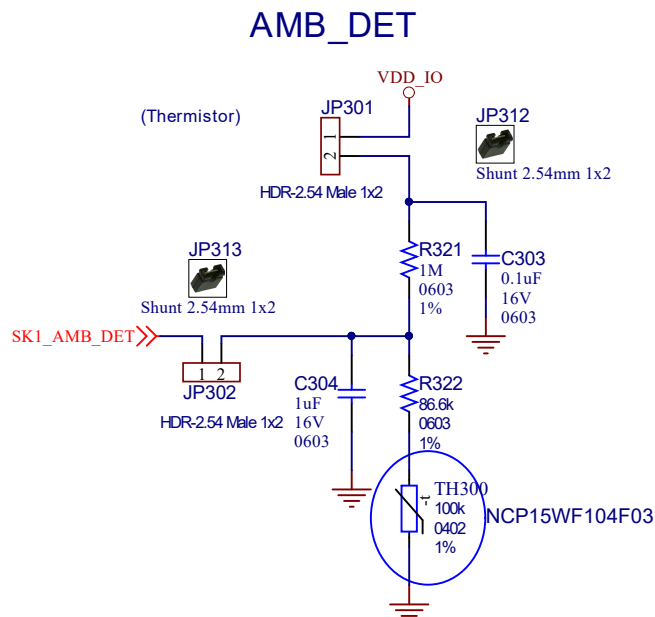 AMB_DET
VDD_IO
JP301
(Thermistor)
1
2
JP312
Shunt 2.54mm 1x2
HDR-2.54 Male 1x2
R321
1M
0603
1%
C303
0.1uF
16V
0603
JP313
Shunt 2.54mm 1x2
SK1_AMB_DET
1 2
JP302
HDR-2.54 Male 1x2
C304
1uF
16V
0603
R322
86.6k
0603
1%
-t
TH300
100k
0402
1%
NCP15WF104F03